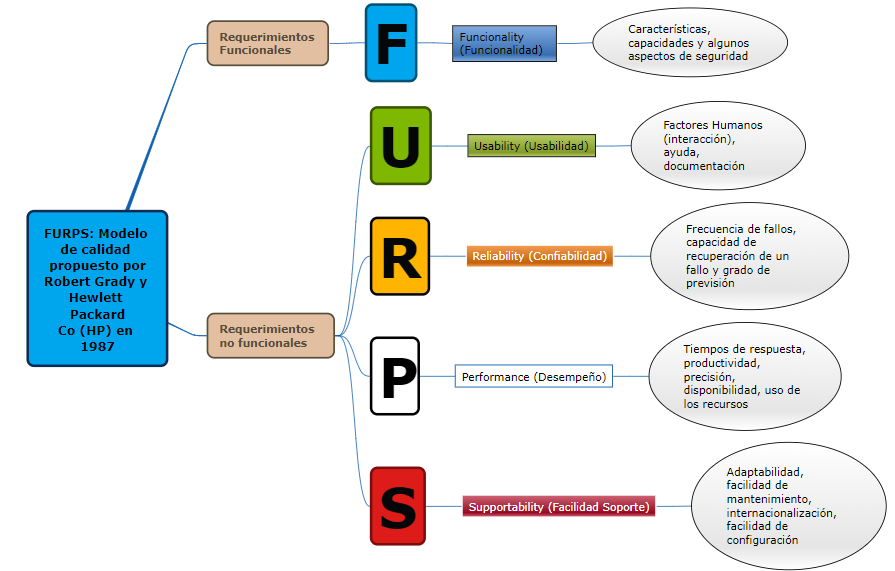 FURPS: Modelo
de calidad
propuesto por
Robert Grady y
Hewlett
Packard
Co (HP) en
1987
Requerimientos
Funcionales
F
Funcionality
(Funcionalidad)
Características,
capacidades y algunos
aspectos de seguridad
Requerimientos
no funcionales
U
Usability (Usabilidad)
Factores Humanos
(interacción),
ayuda,
documentación
R
Reliability (Confiabilidad)
Frecuencia de fallos,
capacidad de
recuperación de un
fallo y grado de
previsión
P
Performance (Desempeño)
Tiempos de respuesta,
productividad,
precisión,
disponibilidad, uso de
los recursos
S
Supportability (Facilidad Soporte)
Adaptabilidad,
facilidad de
mantenimiento,
internacionalización,
facilidad de
configuración